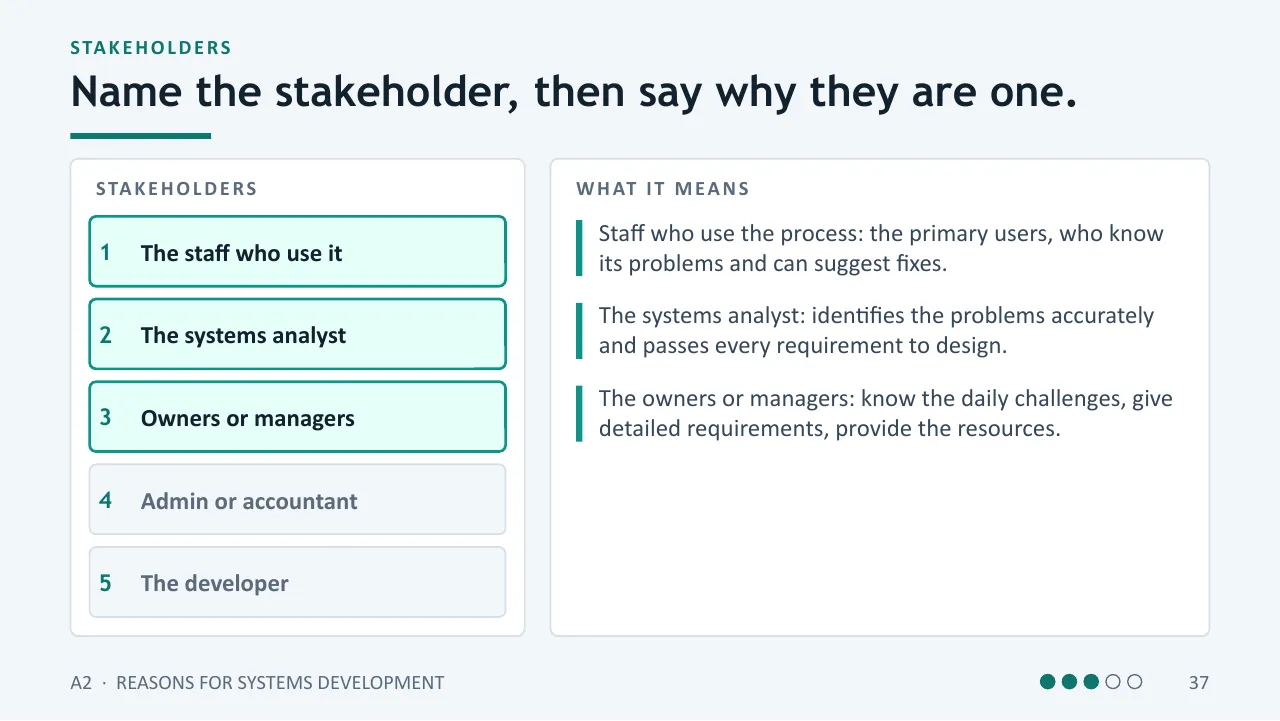 STAKEHOLDERS
Name the stakeholder, then say why they are one.
STAKEHOLDERS
1 The staff who use it
2 The systems analyst
3 Owners or managers
4 Admin or accountant
5 The developer
WHAT IT MEANS
Staff who use the process: the primary users, who know
its problems and can suggest fixes.
The systems analyst: identifies the problems accurately
and passes every requirement to design.
The owners or managers: know the daily challenges, give
detailed requirements, provide the resources.
A2 · REASONS FOR SYSTEMS DEVELOPMENT
37